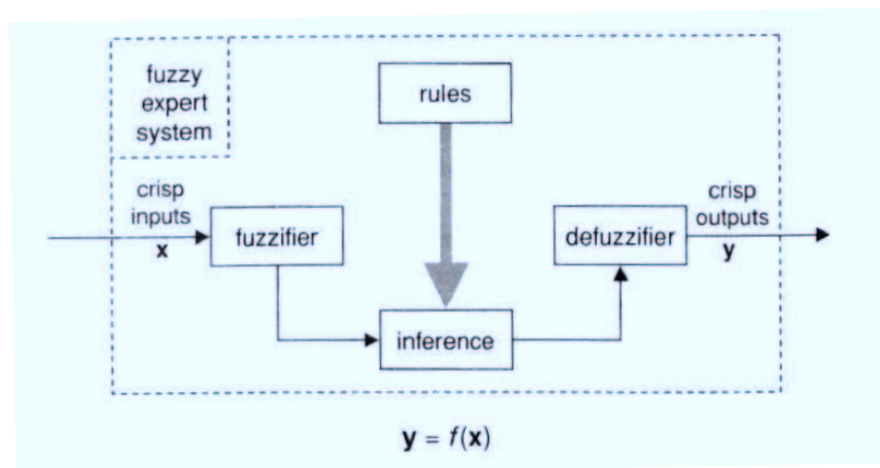 fuzzy
expert
system
rules
crisp
inputs
x
fuzzifier
defuzzifier
crisp
outputs
y
inference
y = f(x)